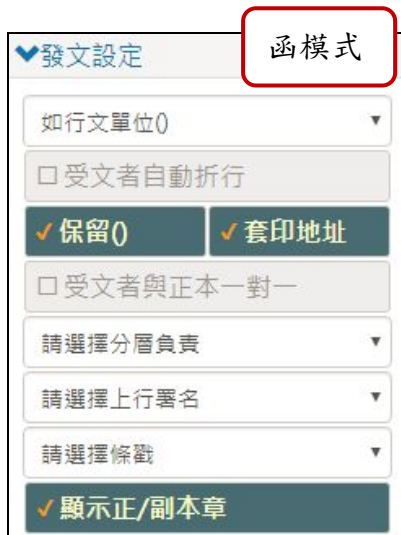 函模式
發文設定
如行文單位()
受文者自動折行
✓保留() ✓套印地址
受文者與正本一對一
請選擇分層負責
請選擇上行署名
請選擇條戳
✓顯示正/副本章